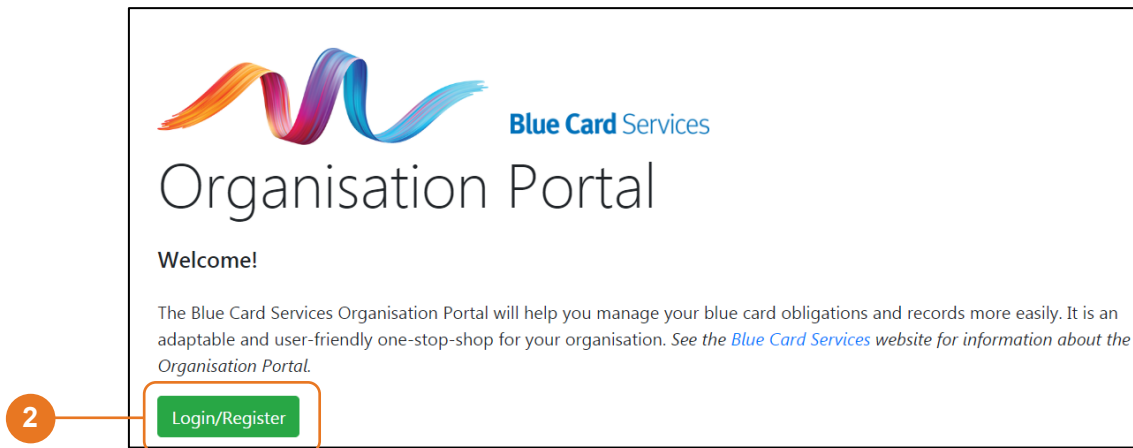 Blue Card Services
Organisation Portal
Welcome!
The Blue Card Services Organisation Portal will help you manage your blue card obligations and records more easily. It is an
adaptable and user-friendly one-stop-shop for your organisation. See the Blue Card Services website for information about the
Organisation Portal.
2
Login/Register